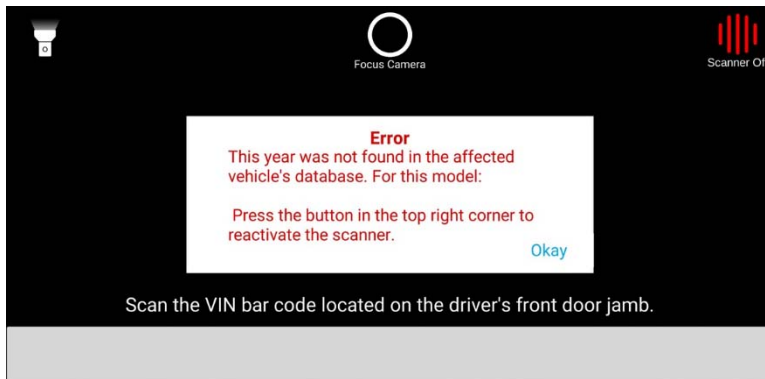 Focus Camera
Scanner Of
Error
This year was not found in the affected
vehicle's database. For this model:
Press the button in the top right corner to
reactivate the scanner.
Okay
Scan the VIN bar code located on the driver's front door jamb.